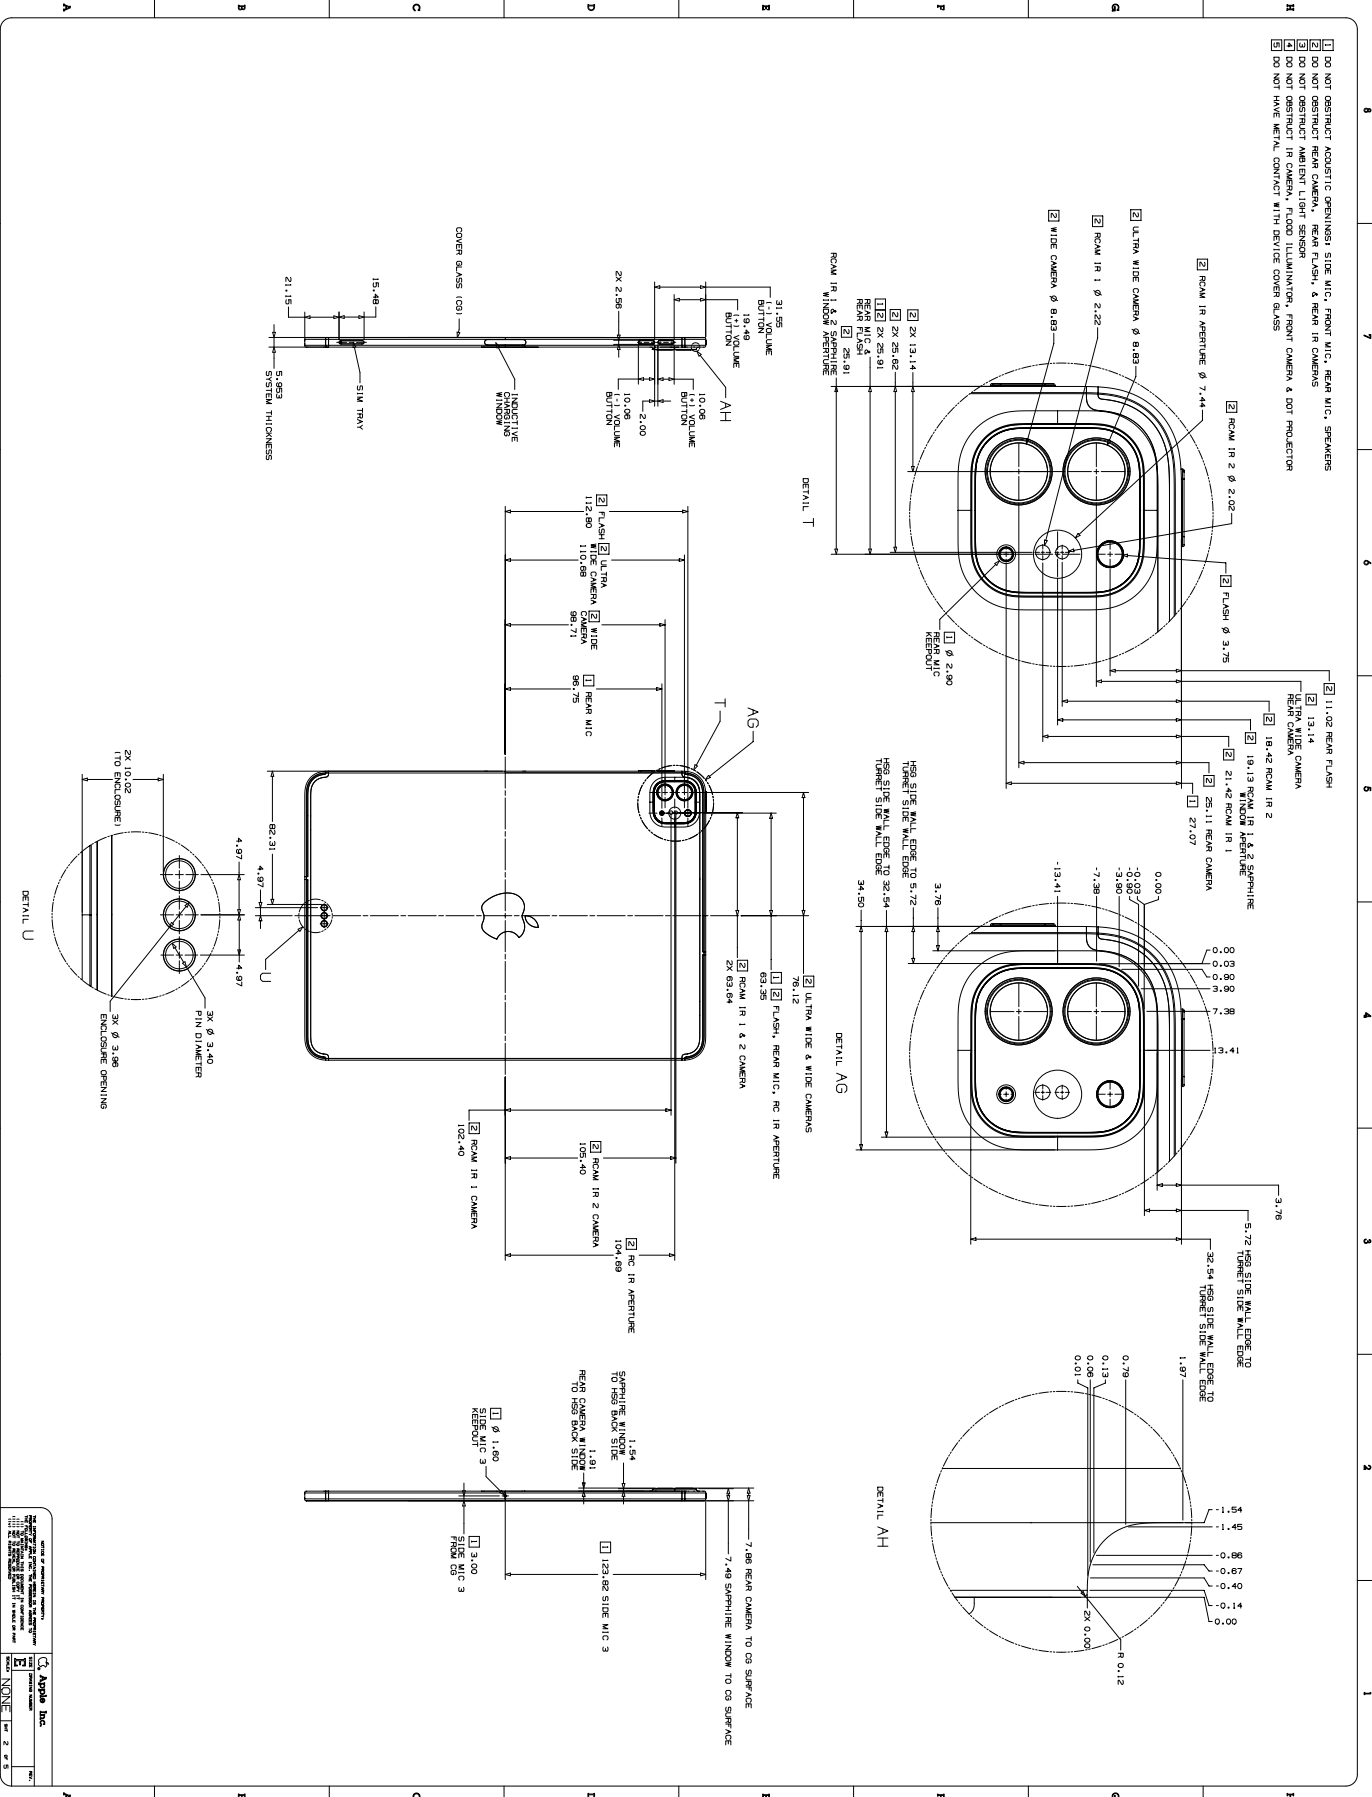 1 DO NOT OBSTRUCT ACOUSTIC OPENINGS: SIDE MIC, FRONT MIC, REAR MIC, SPEAKERS
2 DO NOT OBSTRUCT REAR CAMERA, REAR FLASH, & REAR IR CAMERAS
3 DO NOT OBSTRUCT AMBIENT LIGHT SENSOR
4 DO NOT OBSTRUCT IR CAMERA, FLOOD ILLUMINATOR, FRONT CAMERA & DOT PROJECTOR
5 DO NOT HAVE METAL CONTACT WITH DEVICE COVER GLASS
8
7
6
5
4
3
2
1
H
G
F
E
D
C
B
A
2 RCAM IR APERTURE Ø 7.44
2 RCAM IR 2 Ø 2.02
2 ULTRA WIDE CAMERA Ø 8.83
2 RCAM IR 1 Ø 2.22
2 WIDE CAMERA Ø 8.83
2 FLASH Ø 3.75
1 Ø 2.90
REAR MIC
KEEPOUT
2 2X 13.14
2 2X 25.62
1 2 2X 25.91
REAR MIC &
REAR FLASH
2 25.91
RCAM IR 1 & 2 SAPPHIRE
WINDOW APERTURE
DETAIL T
2 11.02 REAR FLASH
2 13.14
ULTRA WIDE CAMERA
REAR CAMERA
2 18.42 RCAM IR 2
2 19.13 RCAM IR 1 & 2 SAPPHIRE
WINDOW APERTURE
2 21.42 RCAM IR 1
2 25.11 REAR CAMERA
1 27.07
0.00
-0.03
-0.90
-3.90
-7.38
-13.41
0.00
0.03
0.90
3.90
7.38
13.41
3.76
HSG SIDE WALL EDGE TO 5.72
TURRET SIDE WALL EDGE
HSG SIDE WALL EDGE TO 32.54
TURRET SIDE WALL EDGE
34.50
3.76
5.72 HSG SIDE WALL EDGE TO
TURRET SIDE WALL EDGE
32.54 HSG SIDE WALL EDGE TO
TURRET SIDE WALL EDGE
DETAIL AG
1.97
0.79
0.13
0.06
0.01
-1.54
-1.45
-0.86
-0.67
-0.40
-0.14
0.00
2X 0.00
R 0.12
DETAIL AH
31.55
(-) VOLUME
BUTTON
19.49
(+) VOLUME
BUTTON
2X 2.56
COVER GLASS (CG)
15.48
21.15
AH
10.06
(+) VOLUME
BUTTON
2.00
10.06
(-) VOLUME
BUTTON
INDUCTIVE
CHARGING
WINDOW
SIM TRAY
5.953
SYSTEM THICKNESS
2 FLASH
112.80
2 ULTRA
WIDE CAMERA
110.68
2 WIDE
CAMERA
98.71
1 REAR MIC
96.75
T
AG
82.31
4.97
U
2 ULTRA WIDE & WIDE CAMERAS
76.12
1 2 FLASH, REAR MIC, RC IR APERTURE
63.35
2 RCAM IR 1 & 2 CAMERA
2X 63.64
2 RCAM IR 1 CAMERA
102.40
2 RCAM IR 2 CAMERA
105.40
2 RC IR APERTURE
104.69
2X 10.02
(TO ENCLOSURE)
4.97
4.97
3X Ø 3.40
PIN DIAMETER
3X Ø 3.96
ENCLOSURE OPENING
DETAIL U
1.54
SAPPHIRE WINDOW
TO HSG BACK SIDE
1.91
REAR CAMERA WINDOW
TO HSG BACK SIDE
1 Ø 1.60
SIDE MIC 3
KEEPOUT
7.86 REAR CAMERA TO CG SURFACE
7.49 SAPPHIRE WINDOW TO CG SURFACE
1 123.82 SIDE MIC 3
1 3.00
SIDE MIC 3
FROM CG
NOTICE OF PROPRIETARY PROPERTY:
Apple Inc.
SIZE DRAWING NUMBER REV.
E
SCALE NONE SHT 2 OF 5